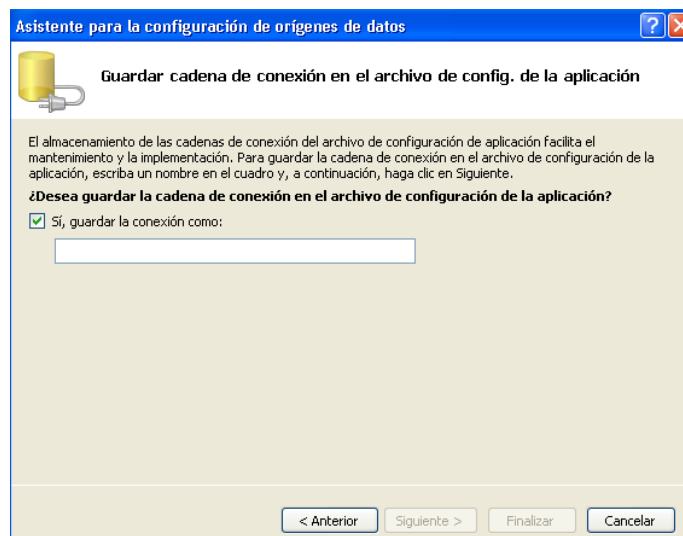 Asistente para la configuración de orígenes de datos
Guardar cadena de conexión en el archivo de config. de la aplicación
El almacenamiento de las cadenas de conexión del archivo de configuración de aplicación facilita el
mantenimiento y la implementación. Para guardar la cadena de conexión en el archivo de configuración de la
aplicación, escriba un nombre en el cuadro y, a continuación, haga clic en Siguiente.
¿Desea guardar la cadena de conexión en el archivo de configuración de la aplicación?
Sí, guardar la conexión como:
< Anterior
Siguiente >
Finalizar
Cancelar